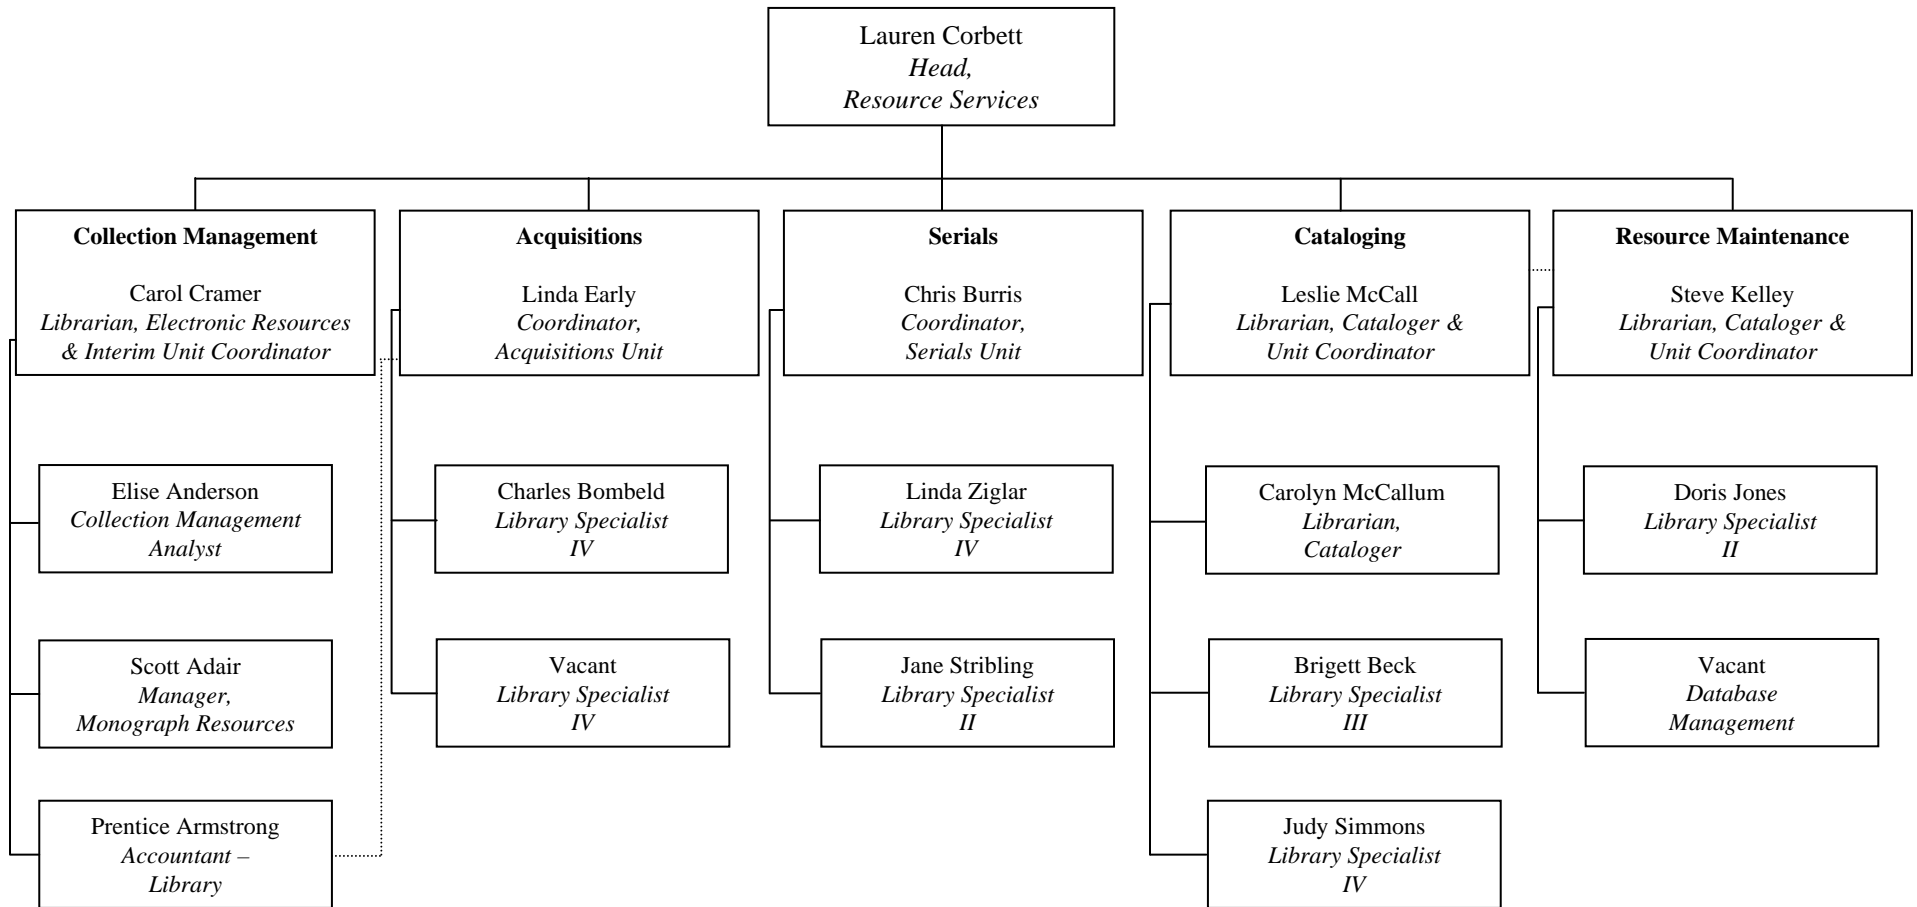 Lauren Corbett
Head,
Resource Services
Collection Management
Carol Cramer
Librarian, Electronic Resources
& Interim Unit Coordinator
Elise Anderson
Collection Management
Analyst
Scott Adair
Manager,
Monograph Resources
Prentice Armstrong
Accountant –
Library
Acquisitions
Linda Early
Coordinator,
Acquisitions Unit
Charles Bombeld
Library Specialist
IV
Vacant
Library Specialist
IV
Serials
Chris Burris
Coordinator,
Serials Unit
Linda Ziglar
Library Specialist
IV
Jane Stribling
Library Specialist
II
Cataloging
Leslie McCall
Librarian, Cataloger &
Unit Coordinator
Carolyn McCallum
Librarian,
Cataloger
Brigett Beck
Library Specialist
III
Judy Simmons
Library Specialist
IV
Resource Maintenance
Steve Kelley
Librarian, Cataloger &
Unit Coordinator
Doris Jones
Library Specialist
II
Vacant
Database
Management